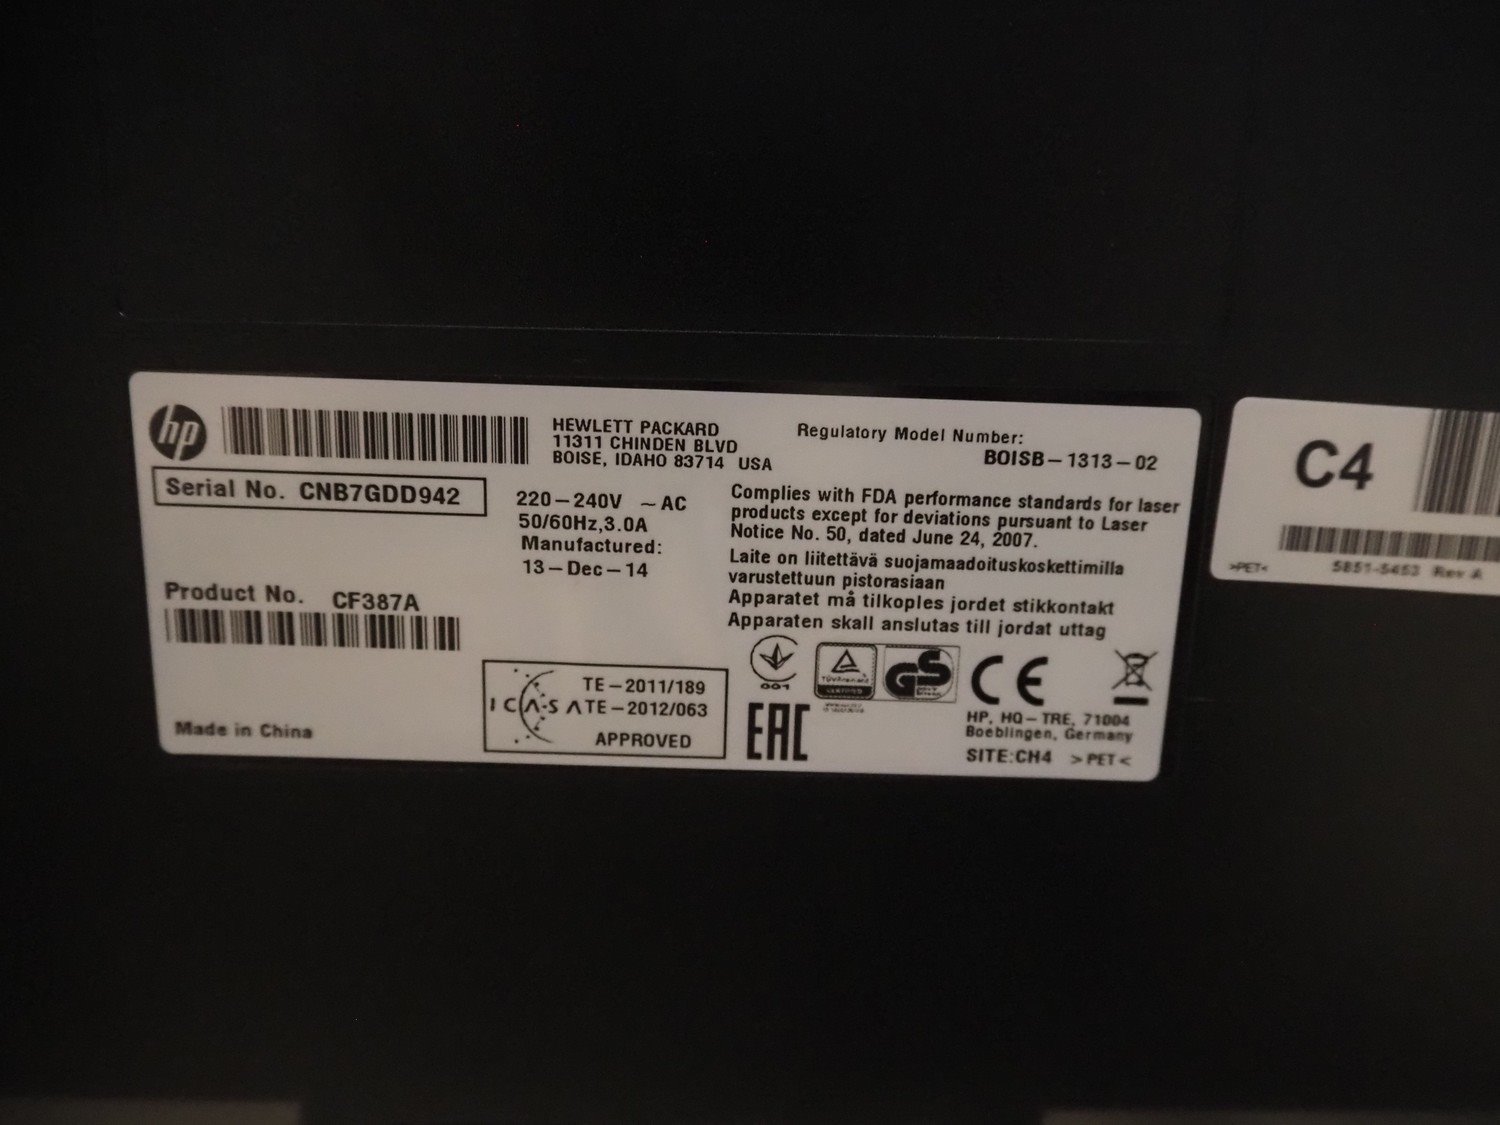 hp
HEWLETT PACKARD
11311 CHINDEN BLVD
BOISE, IDAHO 83714 USA
Regulatory Model Number:
BOISB-1313-02
Serial No. CNB7GDD942
220-240V ~AC
50/60Hz,3.0A
Manufactured:
13-Dec-14
Complies with FDA performance standards for laser
products except for deviations pursuant to Laser
Notice No. 50, dated June 24, 2007.
Laite on liitettävä suojamaadoituskoskettimilla
varustettuun pistorasiaan
Apparatet må tilkoples jordet stikkontakt
Apparaten skall anslutas till jordat uttag
Product No. CF387A
Made in China
ICASA
TE-2011/189
TE-2012/063
APPROVED
001
GS
CE
EAC
HP, HQ-TRE, 71004
Boeblingen, Germany
SITE:CH4 >PET<
C4
>PET< 5851-5453 Rev A